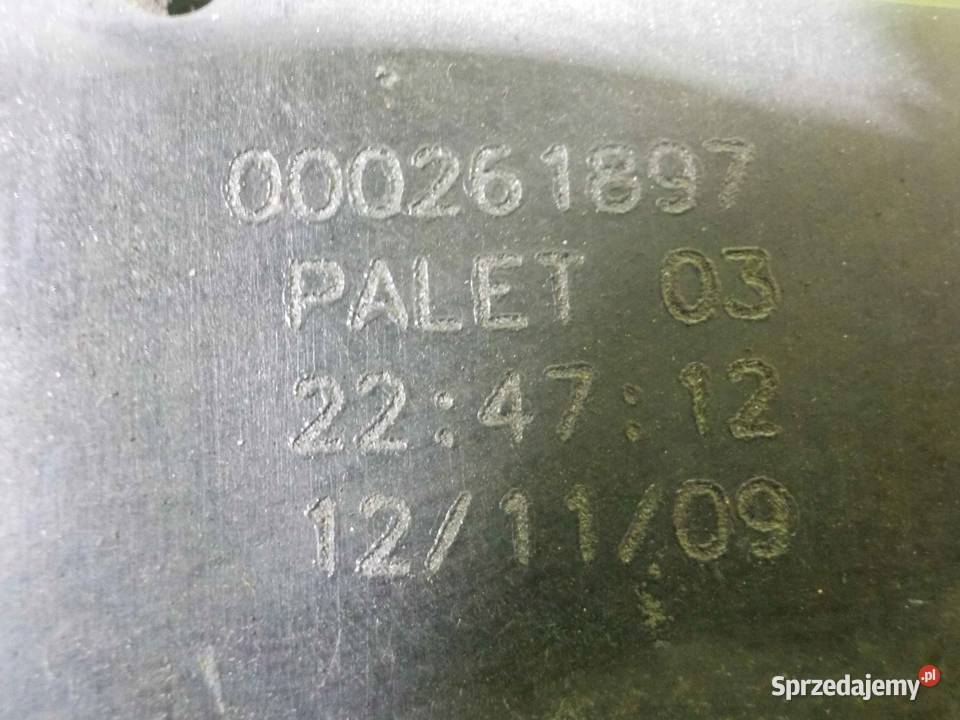 000261897
PALET 03
22:47:12
12/11/09
Sprzedajemy.pl